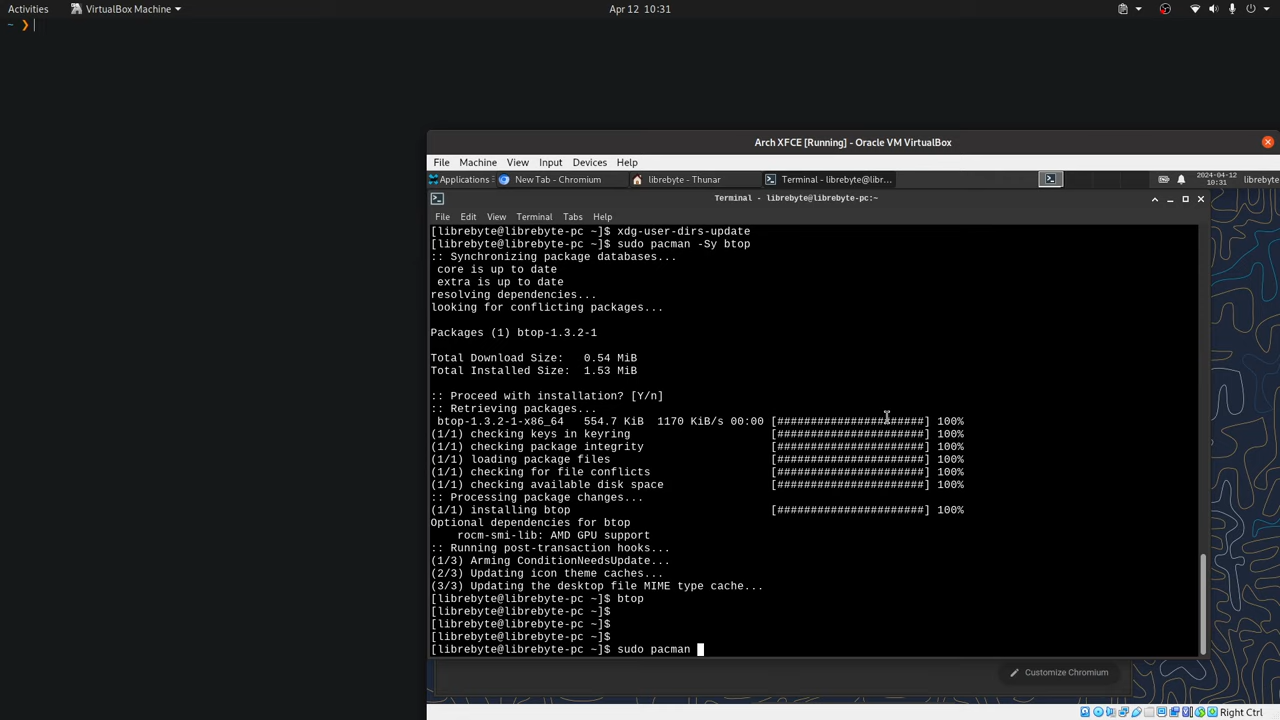 Activities VirtualBox Machine Apr 12 10:31
~ ❯
Arch XFCE [Running] - Oracle VM VirtualBox
File Machine View Input Devices Help
Applications New Tab - Chromium librebyte - Thunar Terminal - librebyte@libr... 2024-04-12 10:31 librebyte
Terminal - librebyte@librebyte-pc:~
File Edit View Terminal Tabs Help
[librebyte@librebyte-pc ~]$ xdg-user-dirs-update
[librebyte@librebyte-pc ~]$ sudo pacman -Sy btop
:: Synchronizing package databases...
core is up to date
extra is up to date
resolving dependencies...
looking for conflicting packages...
Packages (1) btop-1.3.2-1
Total Download Size: 0.54 MiB
Total Installed Size: 1.53 MiB
:: Proceed with installation? [Y/n]
:: Retrieving packages...
btop-1.3.2-1-x86_64 554.7 KiB 1170 KiB/s 00:00 [######################] 100%
(1/1) checking keys in keyring [######################] 100%
(1/1) checking package integrity [######################] 100%
(1/1) loading package files [######################] 100%
(1/1) checking for file conflicts [######################] 100%
(1/1) checking available disk space [######################] 100%
:: Processing package changes...
(1/1) installing btop [######################] 100%
Optional dependencies for btop
rocm-smi-lib: AMD GPU support
:: Running post-transaction hooks...
(1/3) Arming ConditionNeedsUpdate...
(2/3) Updating icon theme caches...
(3/3) Updating the desktop file MIME type cache...
[librebyte@librebyte-pc ~]$ btop
[librebyte@librebyte-pc ~]$
[librebyte@librebyte-pc ~]$
[librebyte@librebyte-pc ~]$
[librebyte@librebyte-pc ~]$ sudo pacman
Customize Chromium
Right Ctrl